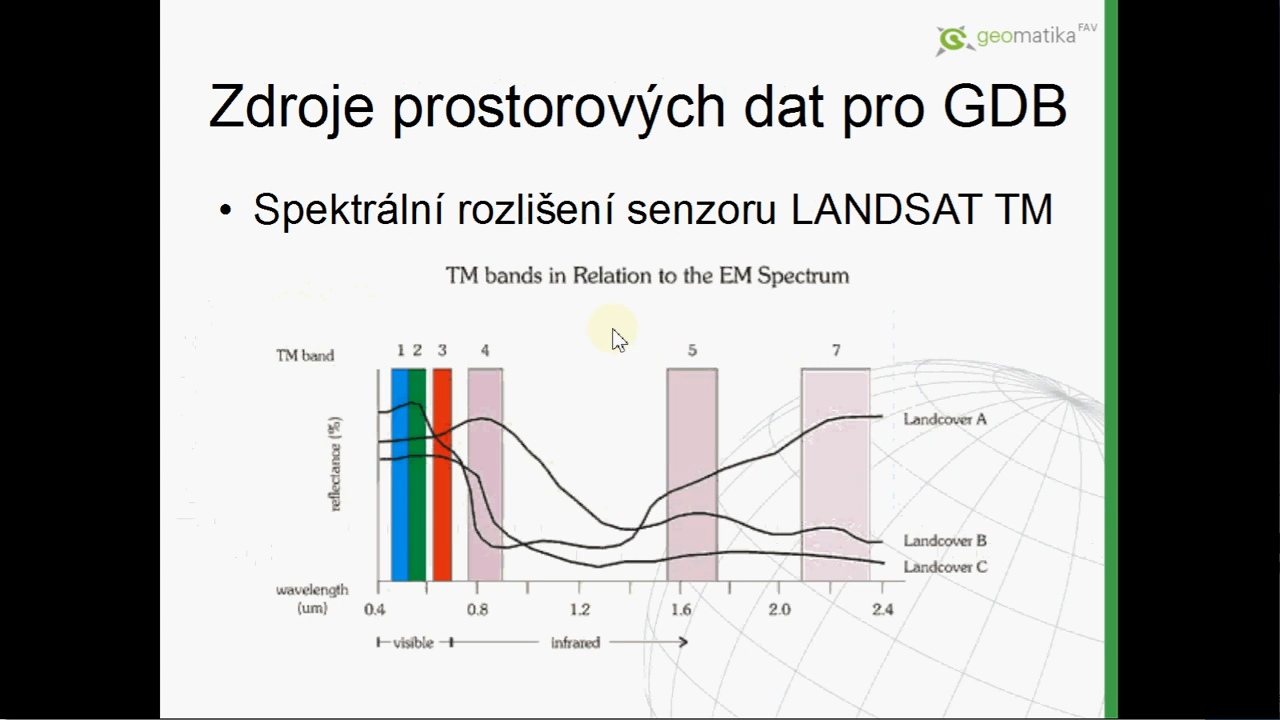 geomatika FAV
Zdroje prostorových dat pro GDB
• Spektrální rozlišení senzoru LANDSAT TM
TM bands in Relation to the EM Spectrum
TM band 1 2 3 4 5 7
reflectance (%)
Landcover A
Landcover B
Landcover C
wavelength
(um) 0.4 0.8 1.2 1.6 2.0 2.4
visible infrared